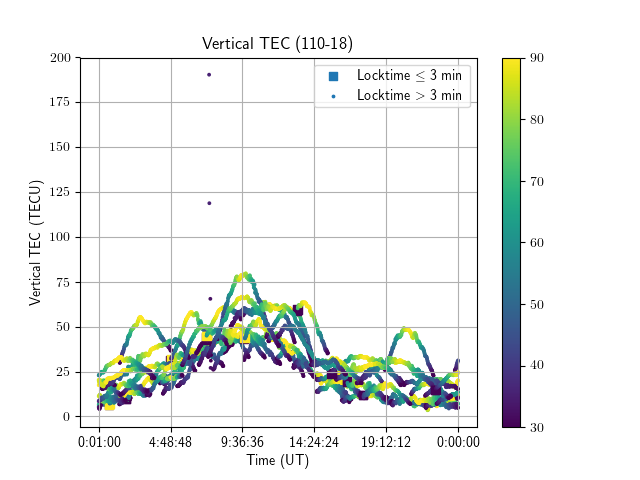 Vertical TEC (110-18)
200
175
150
125
100
75
50
25
0
Vertical TEC (TECU)
Locktime ≤ 3 min
Locktime > 3 min
0:01:00 4:48:48 9:36:36 14:24:24 19:12:12 0:00:00
Time (UT)
90
80
70
60
50
40
30